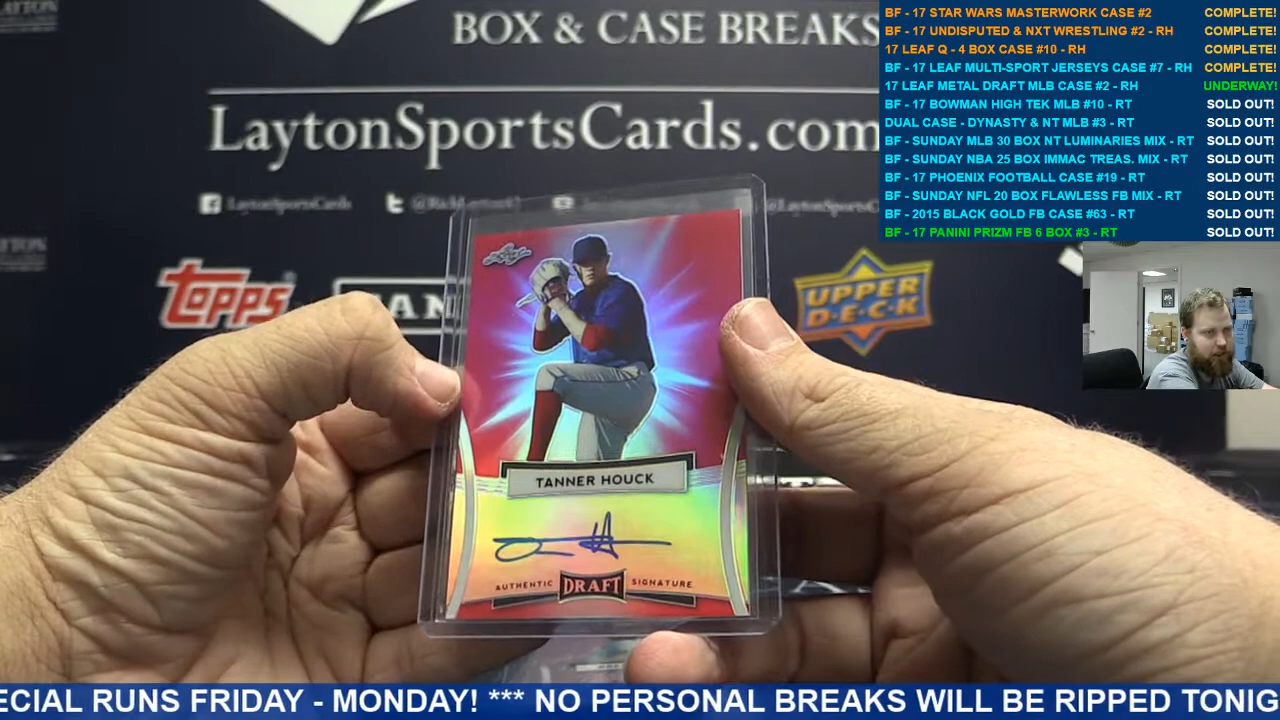 BOX & CASE BREAKS
LaytonSportsCards.com
LaytonSportsCards
Topps
UPPER
D·E·C·K
Leaf
TANNER HOUCK
AUTHENTIC DRAFT SIGNATURE
BF - 17 STAR WARS MASTERWORK CASE #2 COMPLETE!
BF - 17 UNDISPUTED & NXT WRESTLING #2 - RH COMPLETE!
17 LEAF Q - 4 BOX CASE #10 - RH COMPLETE!
BF - 17 LEAF MULTI-SPORT JERSEYS CASE #7 - RH COMPLETE!
17 LEAF METAL DRAFT MLB CASE #2 - RH UNDERWAY!
BF - 17 BOWMAN HIGH TEK MLB #10 - RT SOLD OUT!
DUAL CASE - DYNASTY & NT MLB #3 - RT SOLD OUT!
BF - SUNDAY MLB 30 BOX NT LUMINARIES MIX - RT SOLD OUT!
BF - SUNDAY NBA 25 BOX IMMAC TREAS. MIX - RT SOLD OUT!
BF - 17 PHOENIX FOOTBALL CASE #19 - RT SOLD OUT!
BF - SUNDAY NFL 20 BOX FLAWLESS FB MIX - RT SOLD OUT!
BF - 2015 BLACK GOLD FB CASE #63 - RT SOLD OUT!
BF - 17 PANINI PRIZM FB 6 BOX #3 - RT SOLD OUT!
ECIAL RUNS FRIDAY - MONDAY! *** NO PERSONAL BREAKS WILL BE RIPPED TONIG